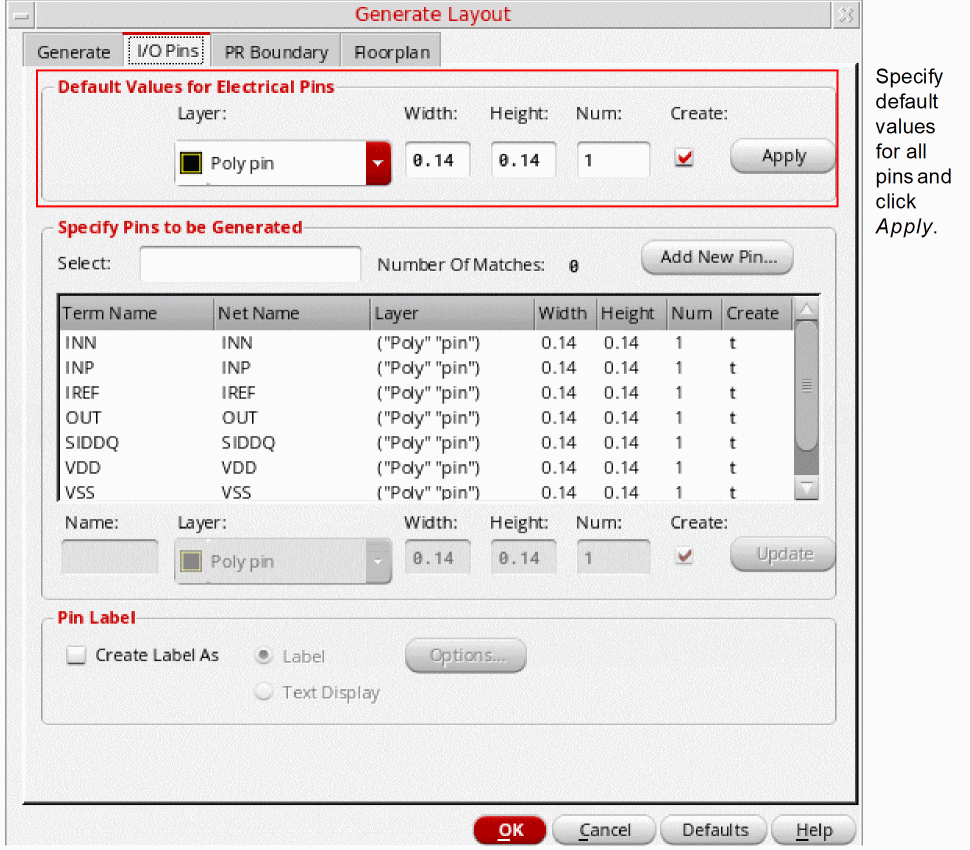 Generate Layout
Generate I/O Pins PR Boundary Floorplan
Default Values for Electrical Pins
Layer: Width: Height: Num: Create:
Poly pin 0.14 0.14 1 Apply
Specify Pins to be Generated
Select: Number Of Matches: 0 Add New Pin...
Term Name Net Name Layer Width Height Num Create
INN INN ("Poly" "pin") 0.14 0.14 1 t
INP INP ("Poly" "pin") 0.14 0.14 1 t
IREF IREF ("Poly" "pin") 0.14 0.14 1 t
OUT OUT ("Poly" "pin") 0.14 0.14 1 t
SIDDQ SIDDQ ("Poly" "pin") 0.14 0.14 1 t
VDD VDD ("Poly" "pin") 0.14 0.14 1 t
VSS VSS ("Poly" "pin") 0.14 0.14 1 t
Name: Layer: Width: Height: Num: Create:
Poly pin 0.14 0.14 1 Update
Pin Label
Create Label As Label Options...
Text Display
OK Cancel Defaults Help
Specify
default
values
for all
pins and
click
Apply.